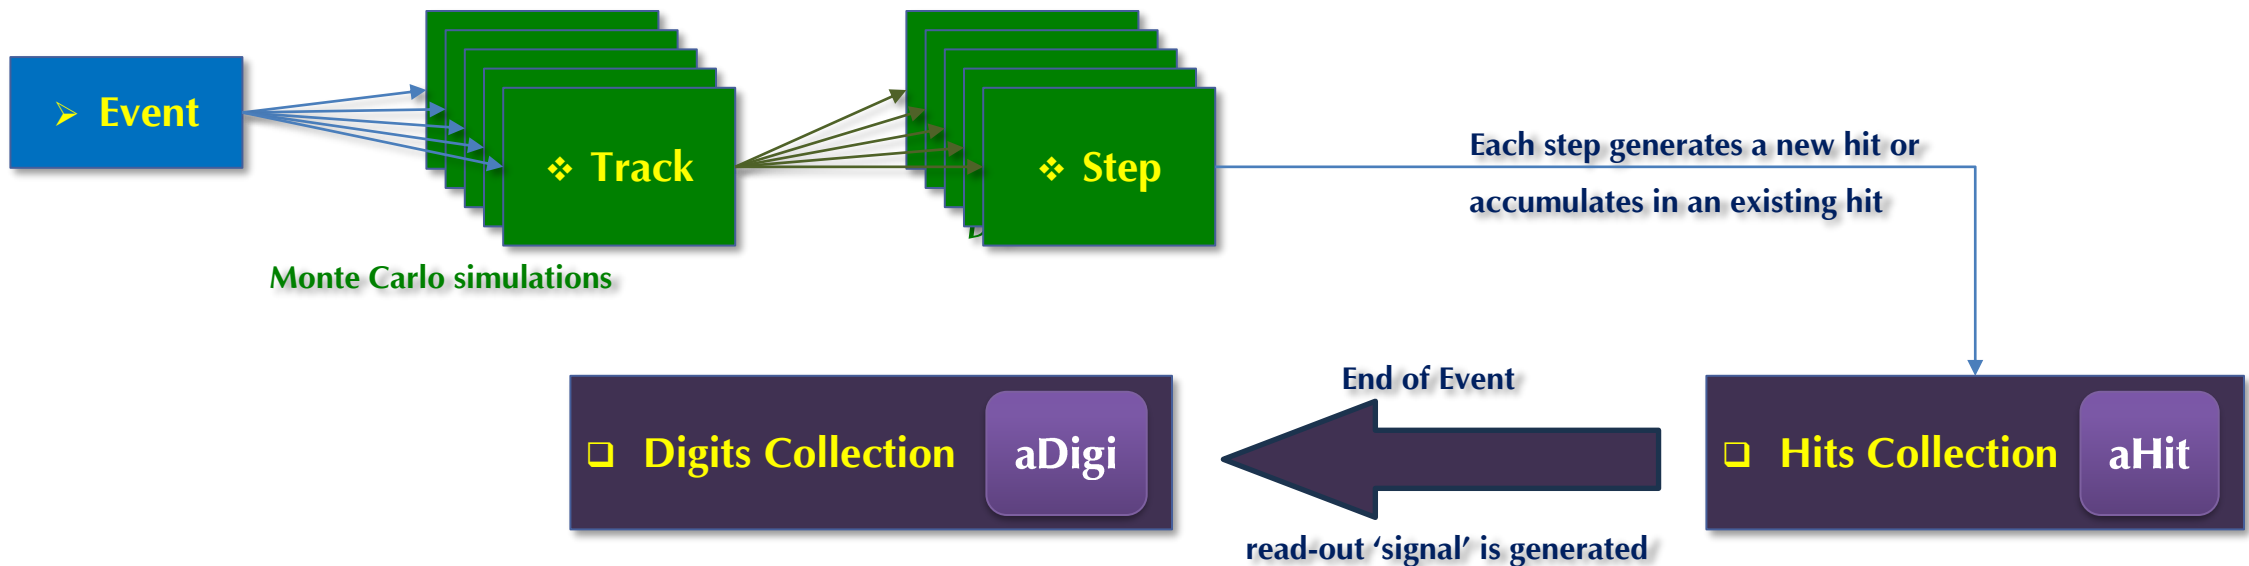 ➢ Event
❖ Track
❖ Step
Each step generates a new hit or
accumulates in an existing hit
Monte Carlo simulations
End of Event
❑ Digits Collection
aDigi
❑ Hits Collection
aHit
read-out ‘signal’ is generated